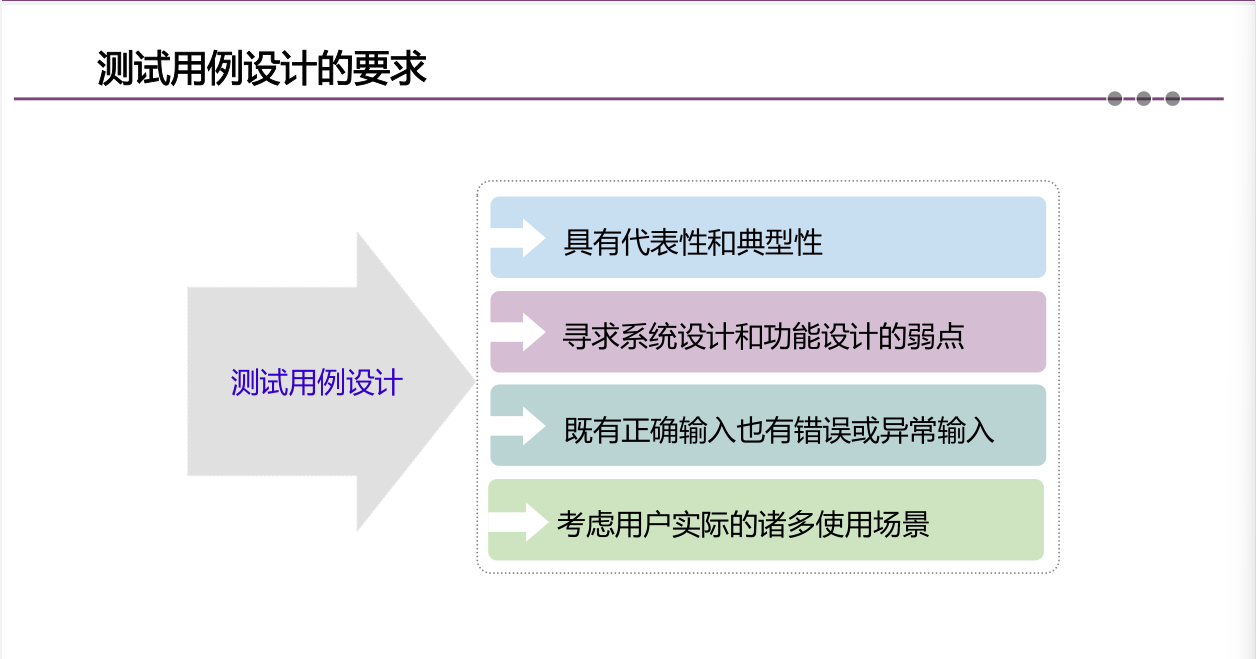 测试用例设计的要求
测试用例设计
具有代表性和典型性
寻求系统设计和功能设计的弱点
既有正确输入也有错误或异常输入
考虑用户实际的诸多使用场景